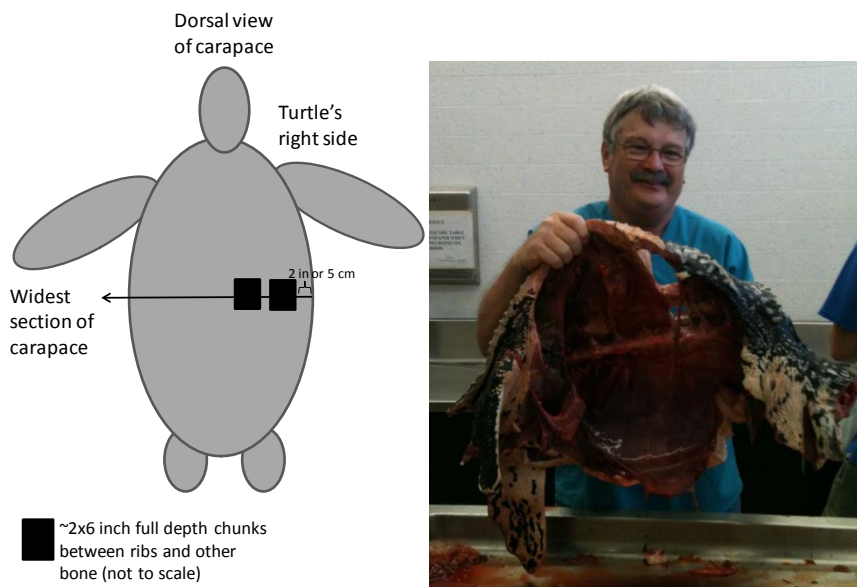 Dorsal view
of carapace
Turtle's
right side
2 in or 5 cm
Widest
section of
carapace
~2x6 inch full depth chunks
between ribs and other
bone (not to scale)